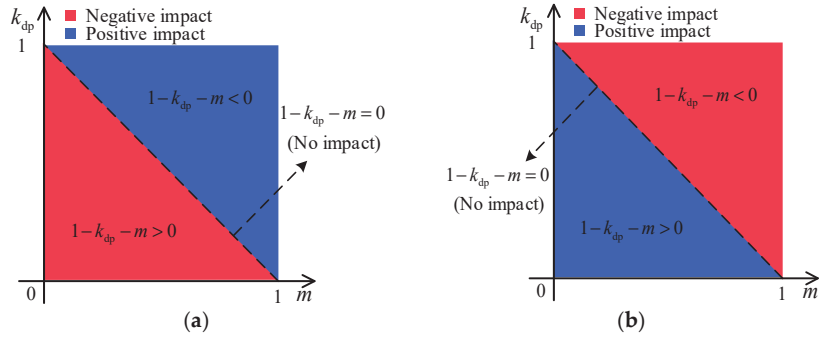 k_dp
Negative impact
Positive impact
1
1−k_dp−m<0
1−k_dp−m=0
(No impact)
1−k_dp−m>0
0
1
m
(a)
k_dp
Negative impact
Positive impact
1
1−k_dp−m<0
1−k_dp−m=0
(No impact)
1−k_dp−m>0
0
1
m
(b)